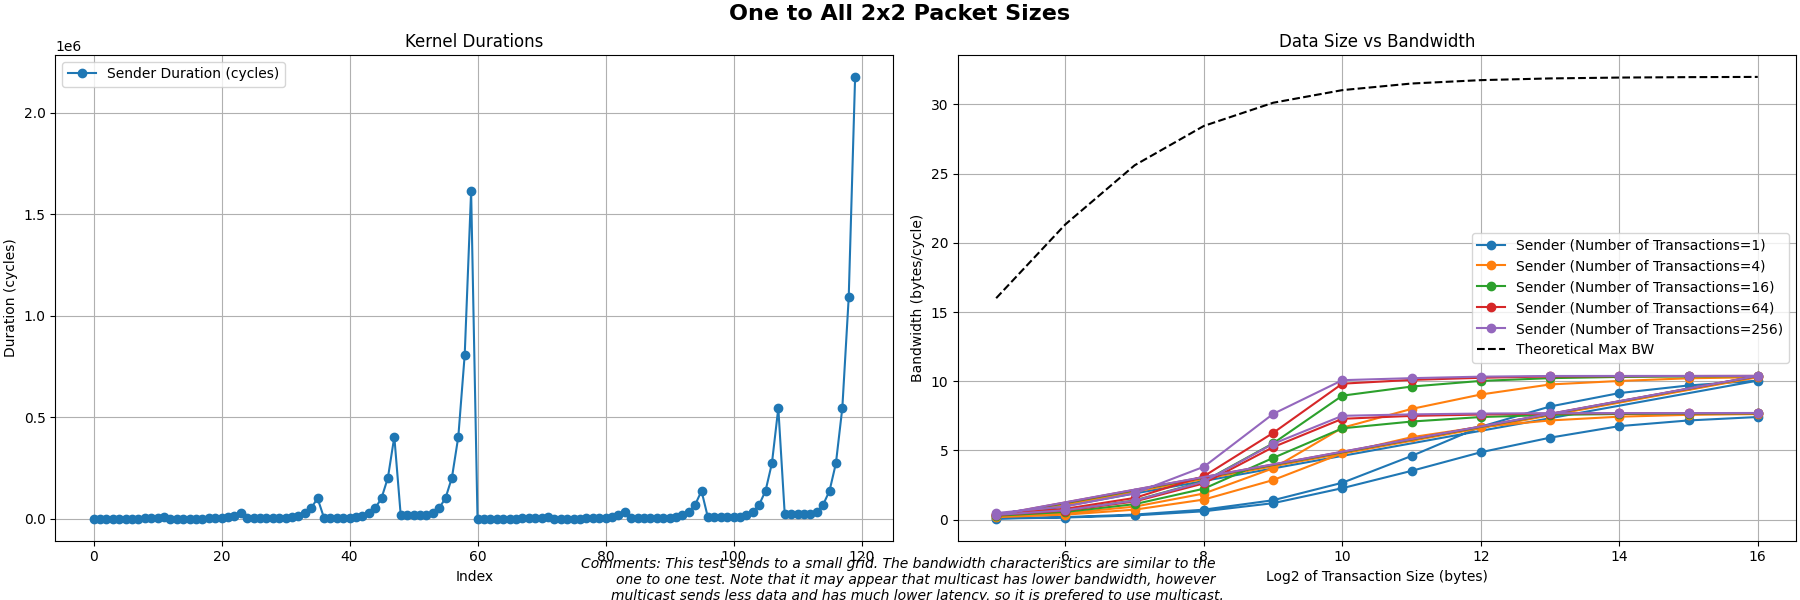 One to All 2x2 Packet Sizes
Kernel Durations
1e6
Sender Duration (cycles)
2.0
1.5
1.0
0.5
0.0
Duration (cycles)
0 20 40 60 80 100 120
Index
Data Size vs Bandwidth
30
25
20
15
10
5
0
Bandwidth (bytes/cycle)
Sender (Number of Transactions=1)
Sender (Number of Transactions=4)
Sender (Number of Transactions=16)
Sender (Number of Transactions=64)
Sender (Number of Transactions=256)
Theoretical Max BW
6 8 10 12 14 16
Log2 of Transaction Size (bytes)
Comments: This test sends to a small grid. The bandwidth characteristics are similar to the
one to one test. Note that it may appear that multicast has lower bandwidth, however
multicast sends less data and has much lower latency, so it is prefered to use multicast.